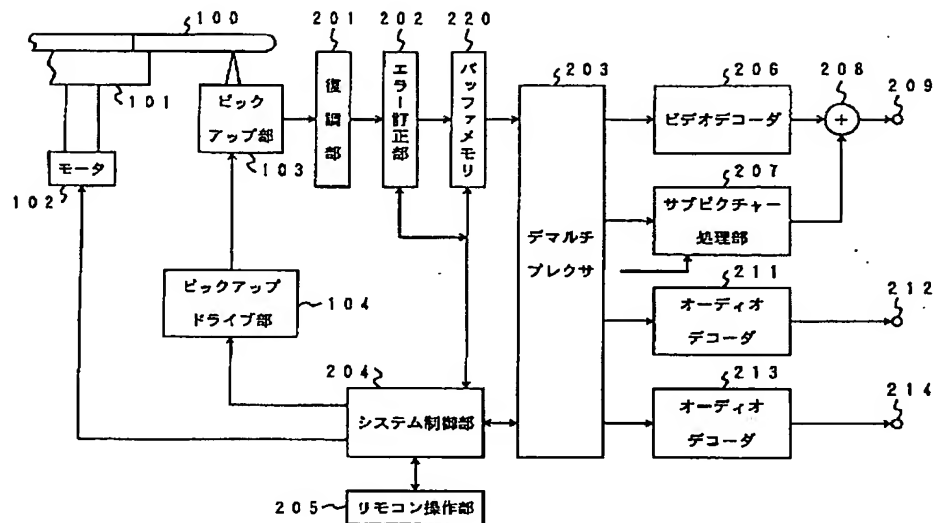 100
201
202
220
203
206
208
209
101
ピック
アップ部
復調部
エラー訂正部
バッファメモリ
ビデオデコーダ
モータ
102
103
207
サブピクチャー
処理部
デマルチ
プレクサ
ピックアップ
ドライブ部
104
211
オーディオ
デコーダ
212
204
システム制御部
213
オーディオ
デコーダ
214
205
リモコン操作部